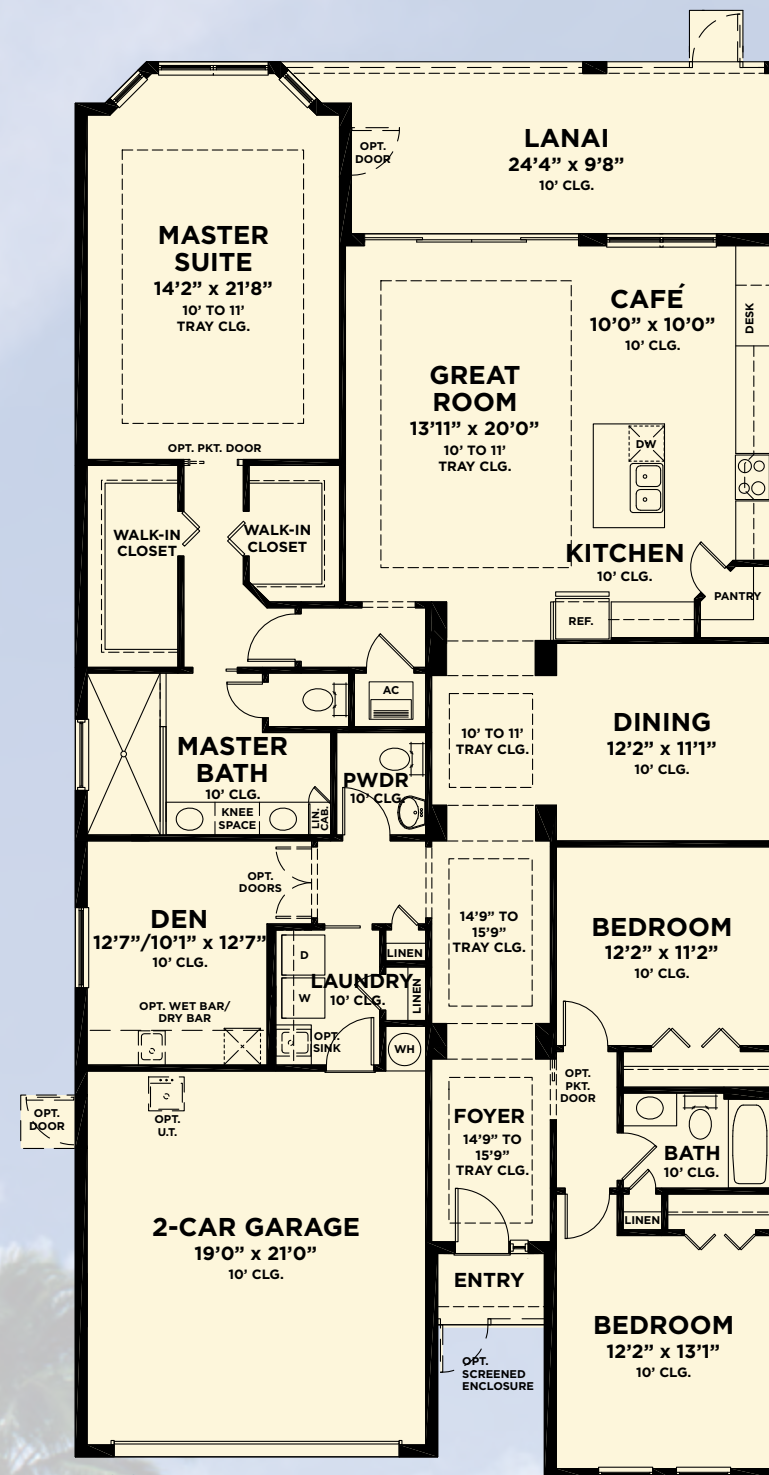 LANAI
24’4” x 9’8”
10’ CLG.
OPT.
DOOR
MASTER
SUITE
14’2” x 21’8”
10’ TO 11’
TRAY CLG.
CAFÉ
10’0” x 10’0”
10’ CLG.
DESK
GREAT
ROOM
13’11” x 20’0”
10’ TO 11’
TRAY CLG.
DW
OPT. PKT. DOOR
WALK-IN
CLOSET
WALK-IN
CLOSET
KITCHEN
10’ CLG.
PANTRY
REF.
AC
MASTER
BATH
10’ CLG.
KNEE
SPACE
LIN.
CAB.
PWDR
10’ CLG.
10’ TO 11’
TRAY CLG.
DINING
12’2” x 11’1”
10’ CLG.
OPT.
DOORS
DEN
12’7”/10’1” x 12’7”
10’ CLG.
OPT. WET BAR/
DRY BAR
D
W
LAUNDRY
10’ CLG.
OPT.
SINK
LINEN
LINEN
WH
14’9” TO
15’9”
TRAY CLG.
BEDROOM
12’2” x 11’2”
10’ CLG.
OPT.
PKT.
DOOR
OPT.
DOOR
OPT.
U.T.
FOYER
14’9” TO
15’9”
TRAY CLG.
BATH
10’ CLG.
LINEN
2-CAR GARAGE
19’0” x 21’0”
10’ CLG.
ENTRY
OPT.
SCREENED
ENCLOSURE
BEDROOM
12’2” x 13’1”
10’ CLG.